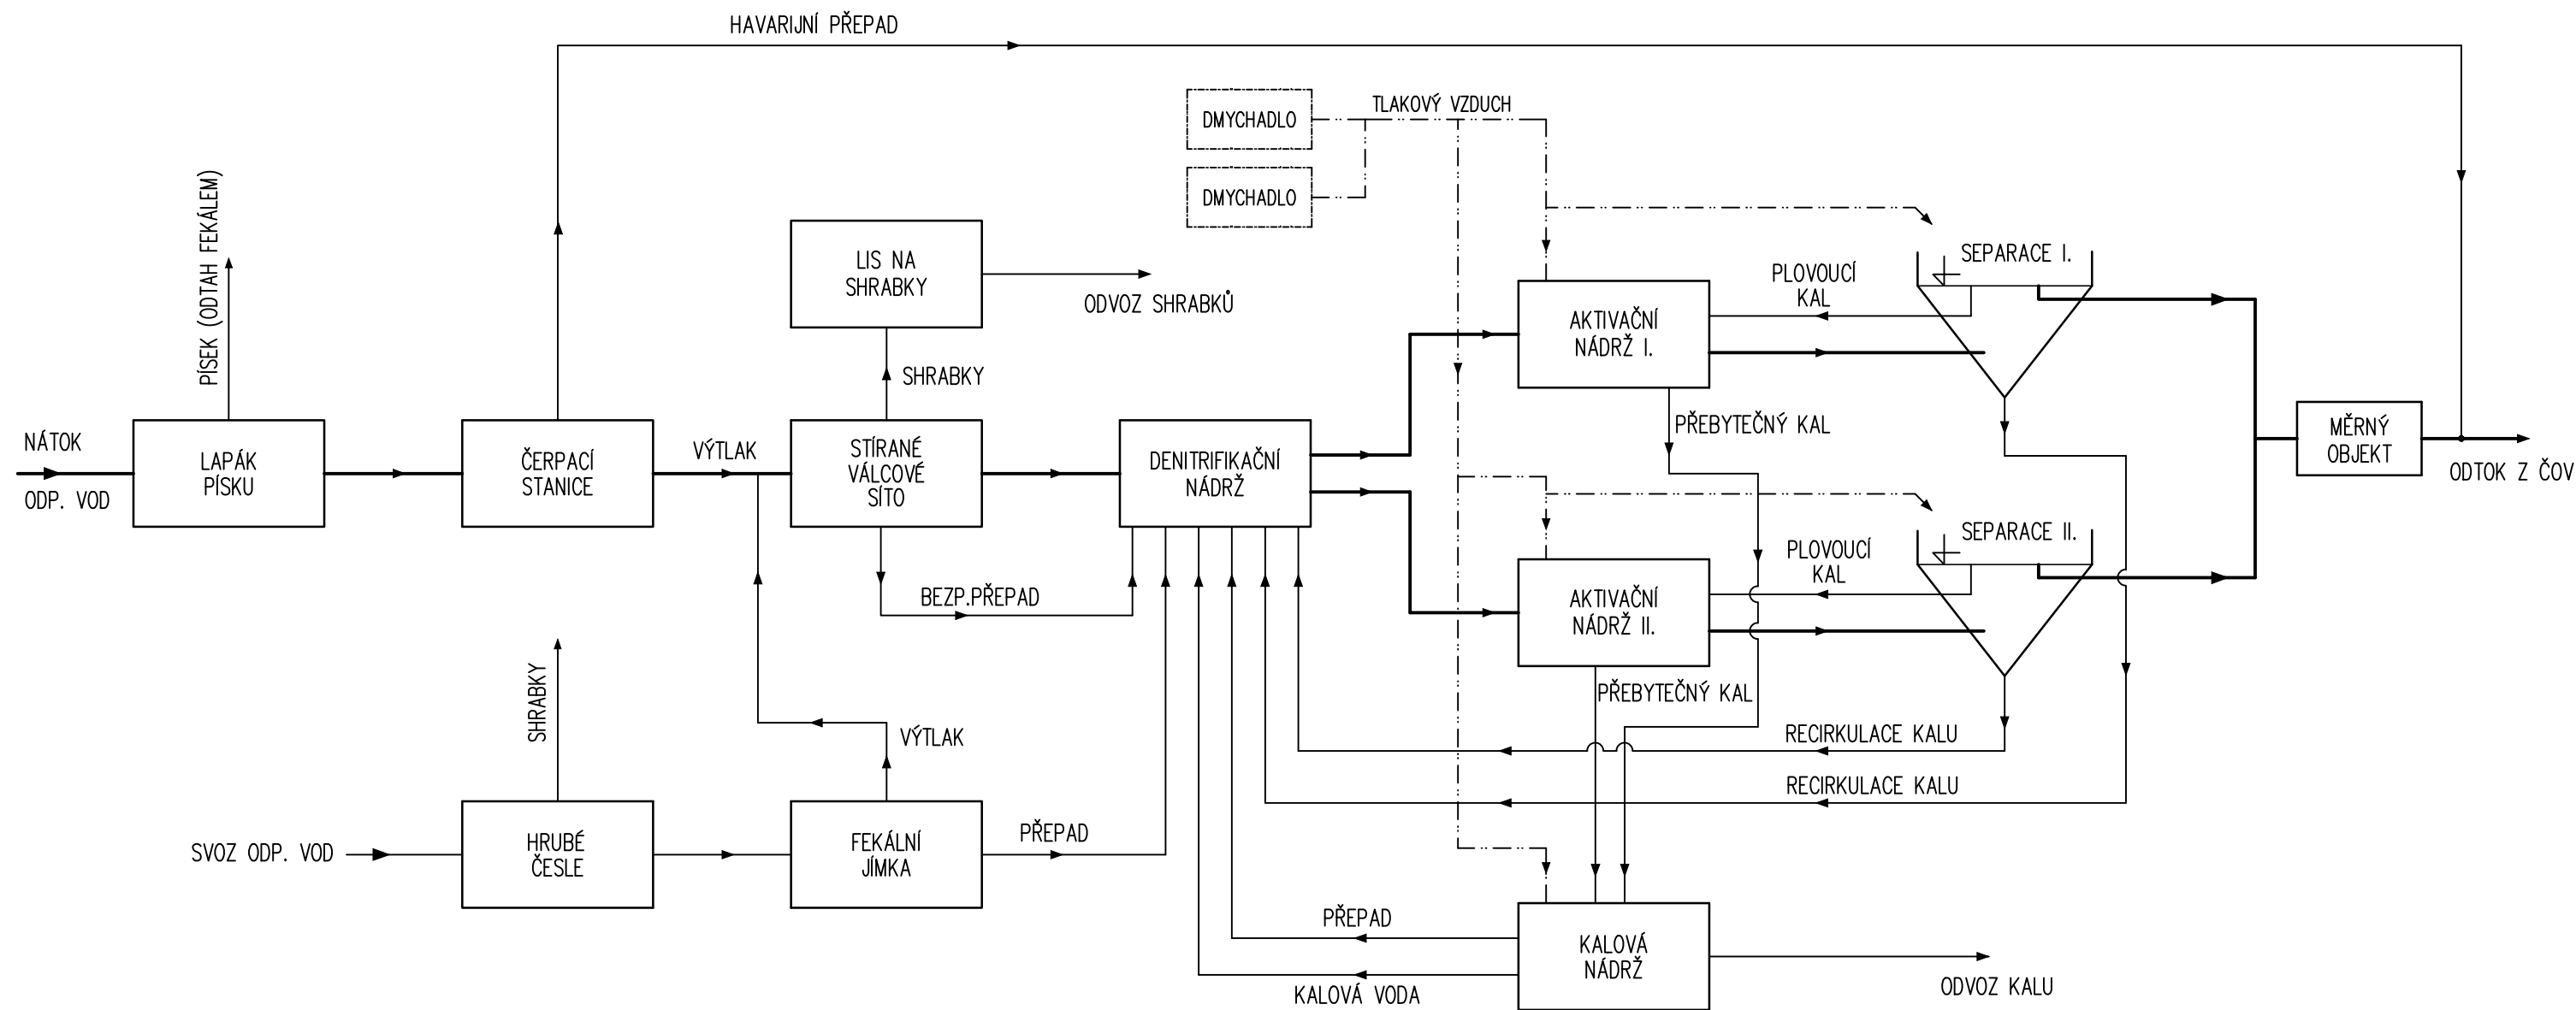 HAVARIJNÍ PŘEPAD
DMYCHADLO
TLAKOVÝ VZDUCH
DMYCHADLO
PÍSEK (ODTAH FEKÁLEM)
LIS NA
SHRABKY
ODVOZ SHRABKŮ
SHRABKY
PLOVOUCÍ
KAL
SEPARACE I.
AKTIVAČNÍ
NÁDRŽ I.
PŘEBYTEČNÝ KAL
NÁTOK
ODP. VOD
LAPÁK
PÍSKU
ČERPACÍ
STANICE
VÝTLAK
STÍRANÉ
VÁLCOVÉ
SÍTO
DENITRIFIKAČNÍ
NÁDRŽ
MĚRNÝ
OBJEKT
ODTOK Z ČOV
BEZP.PŘEPAD
PLOVOUCÍ
KAL
SEPARACE II.
AKTIVAČNÍ
NÁDRŽ II.
PŘEBYTEČNÝ KAL
SHRABKY
VÝTLAK
RECIRKULACE KALU
RECIRKULACE KALU
SVOZ ODP. VOD
HRUBÉ
ČESLE
FEKÁLNÍ
JÍMKA
PŘEPAD
PŘEPAD
KALOVÁ
NÁDRŽ
KALOVÁ VODA
ODVOZ KALU